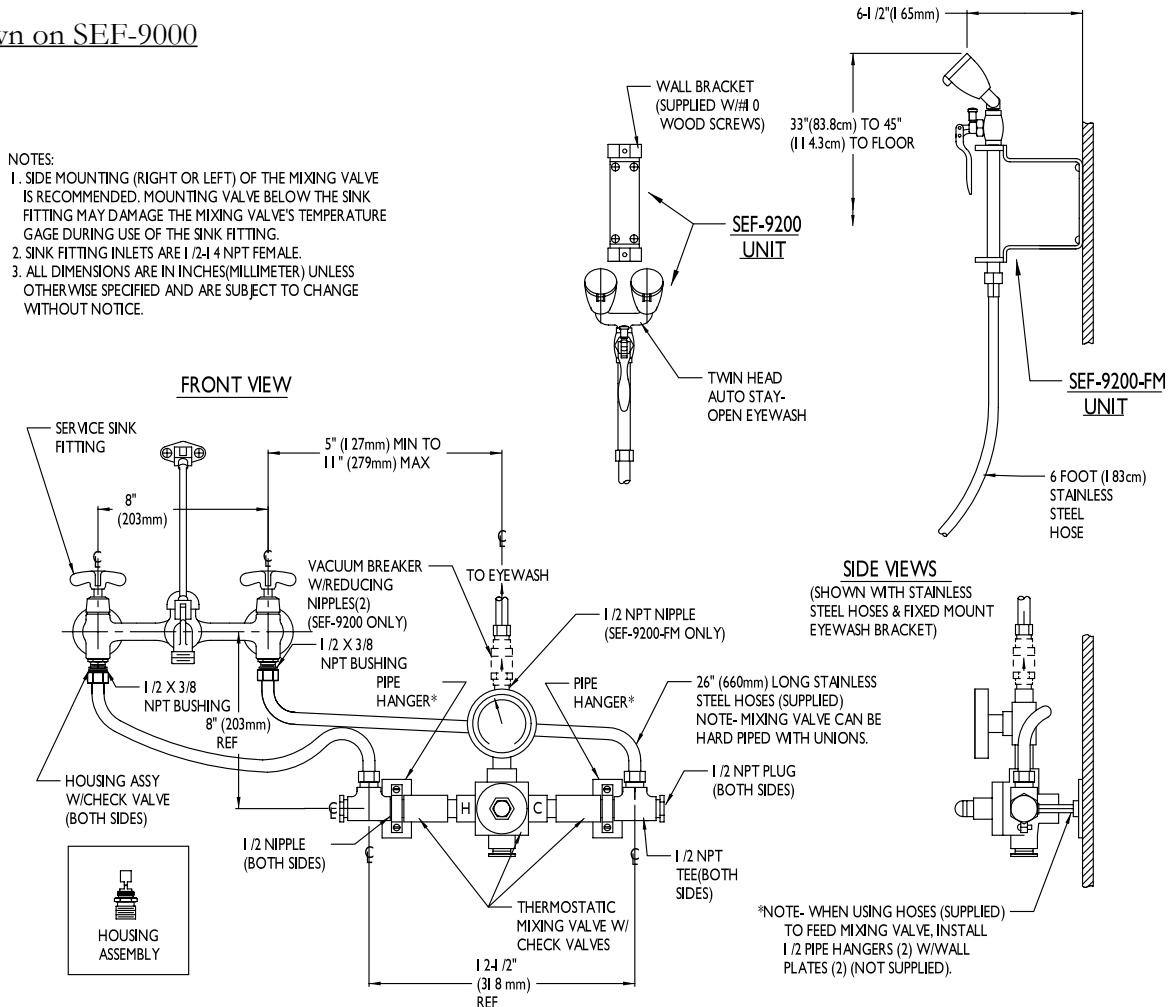 wn on SEF-9000
NOTES:
1. SIDE MOUNTING (RIGHT OR LEFT) OF THE MIXING VALVE
IS RECOMMENDED. MOUNTING VALVE BELOW THE SINK
FITTING MAY DAMAGE THE MIXING VALVE'S TEMPERATURE
GAGE DURING USE OF THE SINK FITTING.
2. SINK FITTING INLETS ARE 1/2-14 NPT FEMALE.
3. ALL DIMENSIONS ARE IN INCHES(MILLIMETER) UNLESS
OTHERWISE SPECIFIED AND ARE SUBJECT TO CHANGE
WITHOUT NOTICE.
WALL BRACKET
(SUPPLIED W/#10
WOOD SCREWS)
SEF-9200
UNIT
TWIN HEAD
AUTO STAY-
OPEN EYEWASH
6-1/2"(165mm)
33"(83.8cm) TO 45"
(114.3cm) TO FLOOR
SEF-9200-FM
UNIT
6 FOOT (183cm)
STAINLESS
STEEL
HOSE
FRONT VIEW
SERVICE SINK
FITTING
8"
(203mm)
5" (127mm) MIN TO
11" (279mm) MAX
VACUUM BREAKER
W/REDUCING
NIPPLES(2)
(SEF-9200 ONLY)
TO EYEWASH
1/2 NPT NIPPLE
(SEF-9200-FM ONLY)
1/2 X 3/8
NPT BUSHING
1/2 X 3/8
NPT BUSHING
8" (203mm)
REF
PIPE
HANGER*
PIPE
HANGER*
26" (660mm) LONG STAINLESS
STEEL HOSES (SUPPLIED)
NOTE- MIXING VALVE CAN BE
HARD PIPED WITH UNIONS.
HOUSING ASSY
W/CHECK VALVE
(BOTH SIDES)
1/2 NPT PLUG
(BOTH SIDES)
H
C
1/2 NIPPLE
(BOTH SIDES)
1/2 NPT
TEE(BOTH
SIDES)
THERMOSTATIC
MIXING VALVE W/
CHECK VALVES
12-1/2"
(318 mm)
REF
HOUSING
ASSEMBLY
SIDE VIEWS
(SHOWN WITH STAINLESS
STEEL HOSES & FIXED MOUNT
EYEWASH BRACKET)
*NOTE- WHEN USING HOSES (SUPPLIED)
TO FEED MIXING VALVE, INSTALL
1/2 PIPE HANGERS (2) W/WALL
PLATES (2) (NOT SUPPLIED).